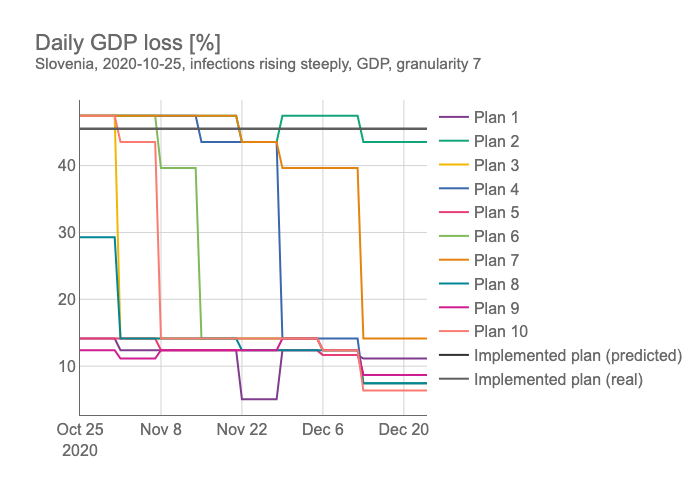 Daily GDP loss [%]
Slovenia, 2020-10-25, infections rising steeply, GDP, granularity 7
40
30
20
10
Oct 25
2020
Nov 8
Nov 22
Dec 6
Dec 20
Plan 1
Plan 2
Plan 3
Plan 4
Plan 5
Plan 6
Plan 7
Plan 8
Plan 9
Plan 10
Implemented plan (predicted)
Implemented plan (real)